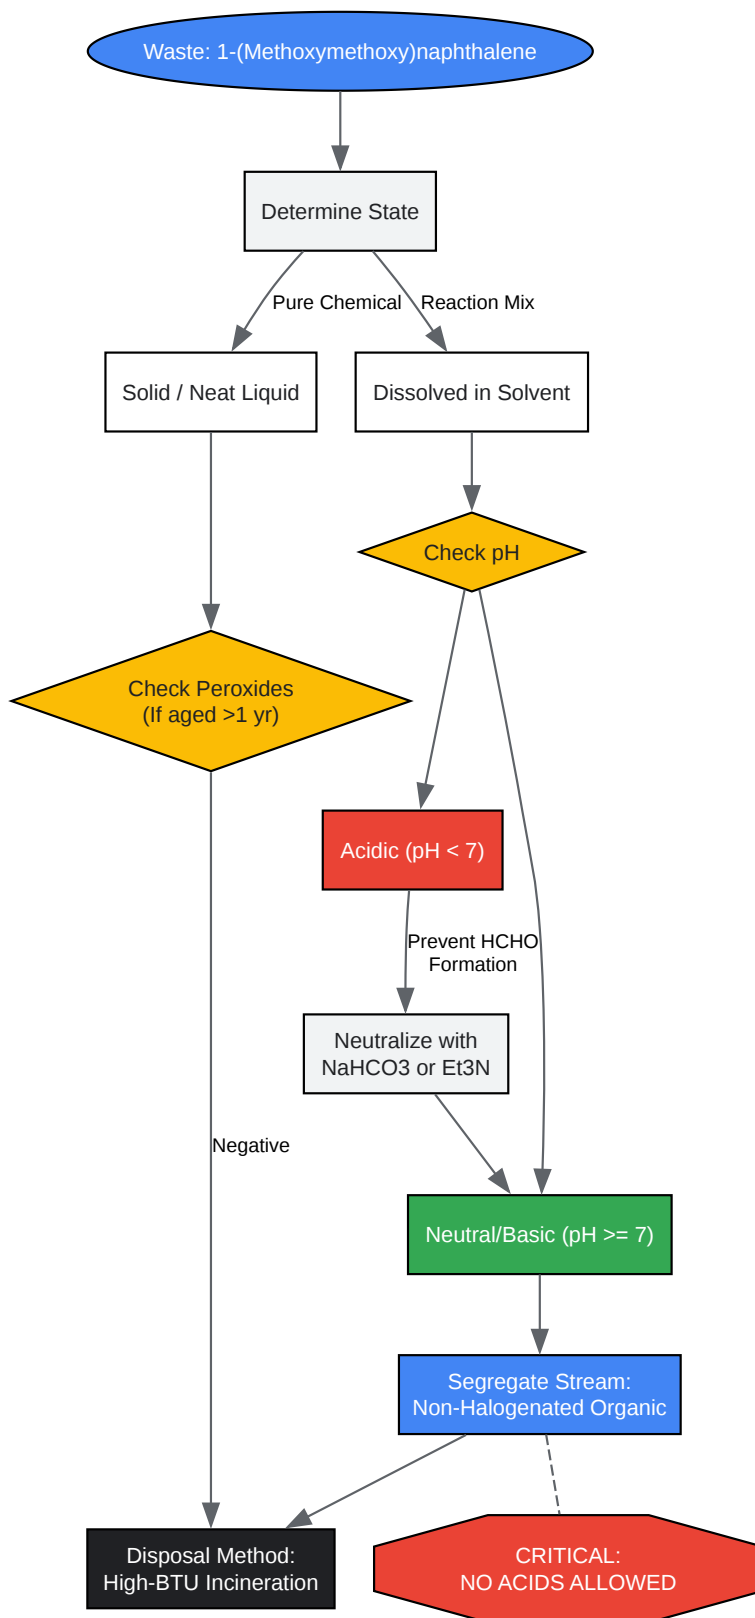 Waste: 1-(Methoxymethoxy)naphthalene
Determine State
Pure Chemical
Reaction Mix
Solid / Neat Liquid
Dissolved in Solvent
Check pH
Check Peroxides
(If aged >1 yr)
Acidic (pH < 7)
Prevent HCHO
Formation
Neutralize with
NaHCO3 or Et3N
Negative
Neutral/Basic (pH >= 7)
Segregate Stream:
Non-Halogenated Organic
Disposal Method:
High-BTU Incineration
CRITICAL:
NO ACIDS ALLOWED